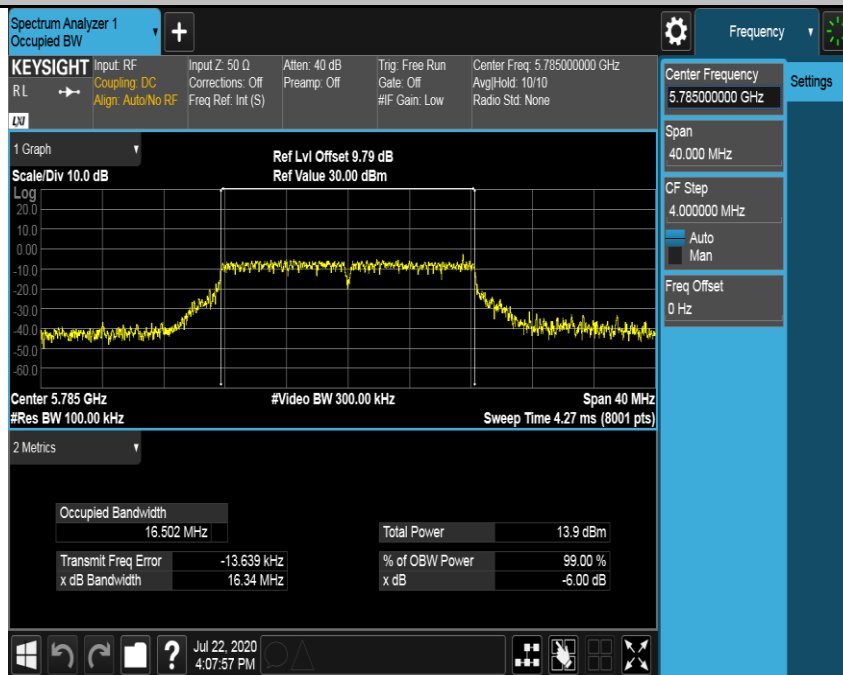 Spectrum Analyzer 1
Occupied BW
+
Frequency
KEYSIGHT
RL
LXI
Input: RF
Coupling: DC
Align: Auto/No RF
Input Z: 50 Ω
Corrections: Off
Freq Ref: Int (S)
Atten: 40 dB
Preamp: Off
Trig: Free Run
Gate: Off
#IF Gain: Low
Center Freq: 5.785000000 GHz
Avg|Hold: 10/10
Radio Std: None
Center Frequency
5.785000000 GHz
Settings
Span
40.000 MHz
CF Step
4.000000 MHz
Auto
Man
Freq Offset
0 Hz
1 Graph
Scale/Div 10.0 dB
Ref Lvl Offset 9.79 dB
Ref Value 30.00 dBm
Log
20.0
10.0
0.00
-10.0
-20.0
-30.0
-40.0
-50.0
-60.0
Center 5.785 GHz
#Video BW 300.00 kHz
Span 40 MHz
#Res BW 100.00 kHz
Sweep Time 4.27 ms (8001 pts)
2 Metrics
Occupied Bandwidth
16.502 MHz
Total Power 13.9 dBm
Transmit Freq Error -13.639 kHz
% of OBW Power 99.00 %
x dB Bandwidth 16.34 MHz
x dB -6.00 dB
?
Jul 22, 2020
4:07:57 PM